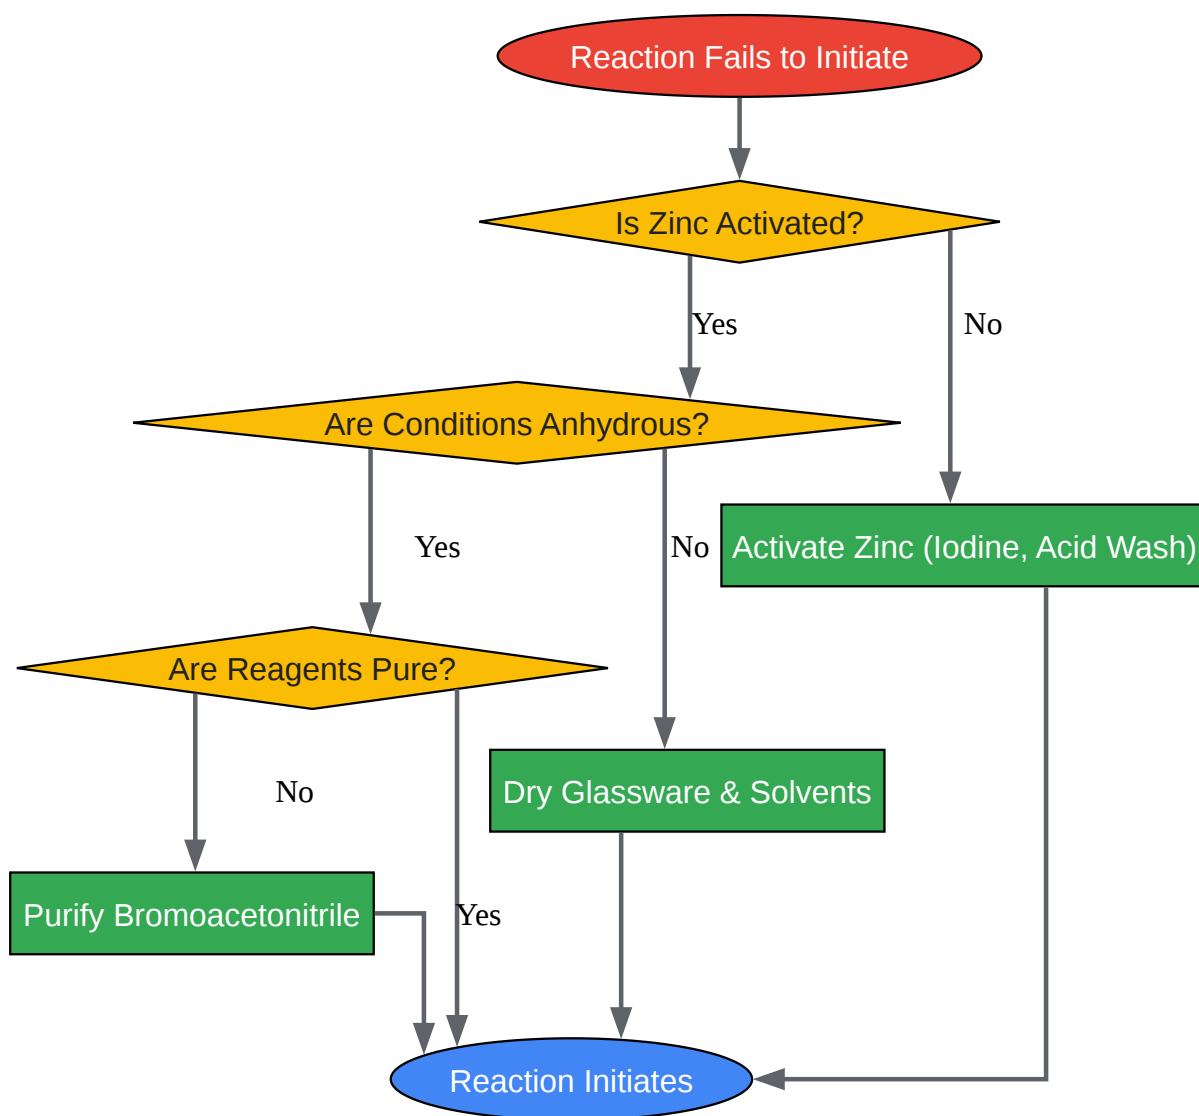 Reaction Fails to Initiate
Is Zinc Activated?
Yes
No
Are Conditions Anhydrous?
Yes
No
Activate Zinc (Iodine, Acid Wash)
Are Reagents Pure?
No
Dry Glassware & Solvents
Purify Bromoacetonitrile
Yes
Reaction Initiates